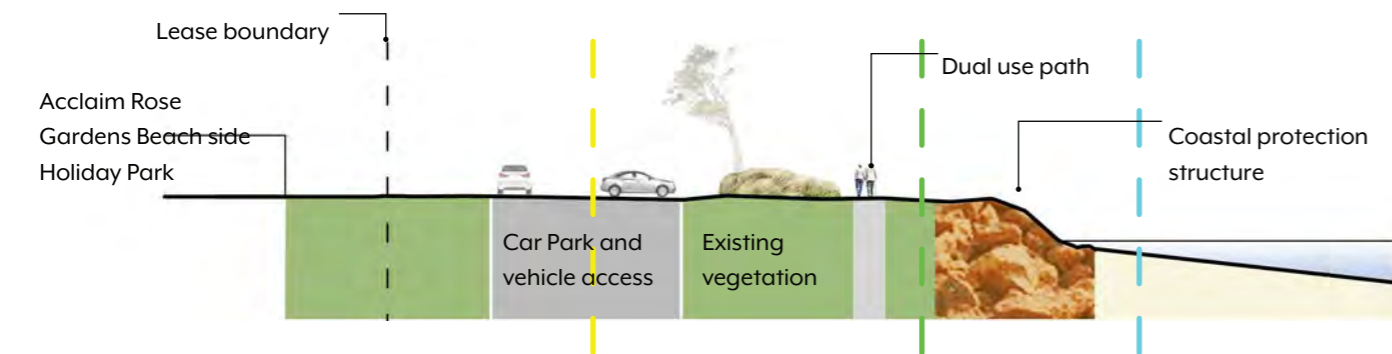 Lease boundary
Acclaim Rose
Gardens Beach side
Holiday Park
Dual use path
Coastal protection
structure
Car Park and
vehicle access
Existing
vegetation